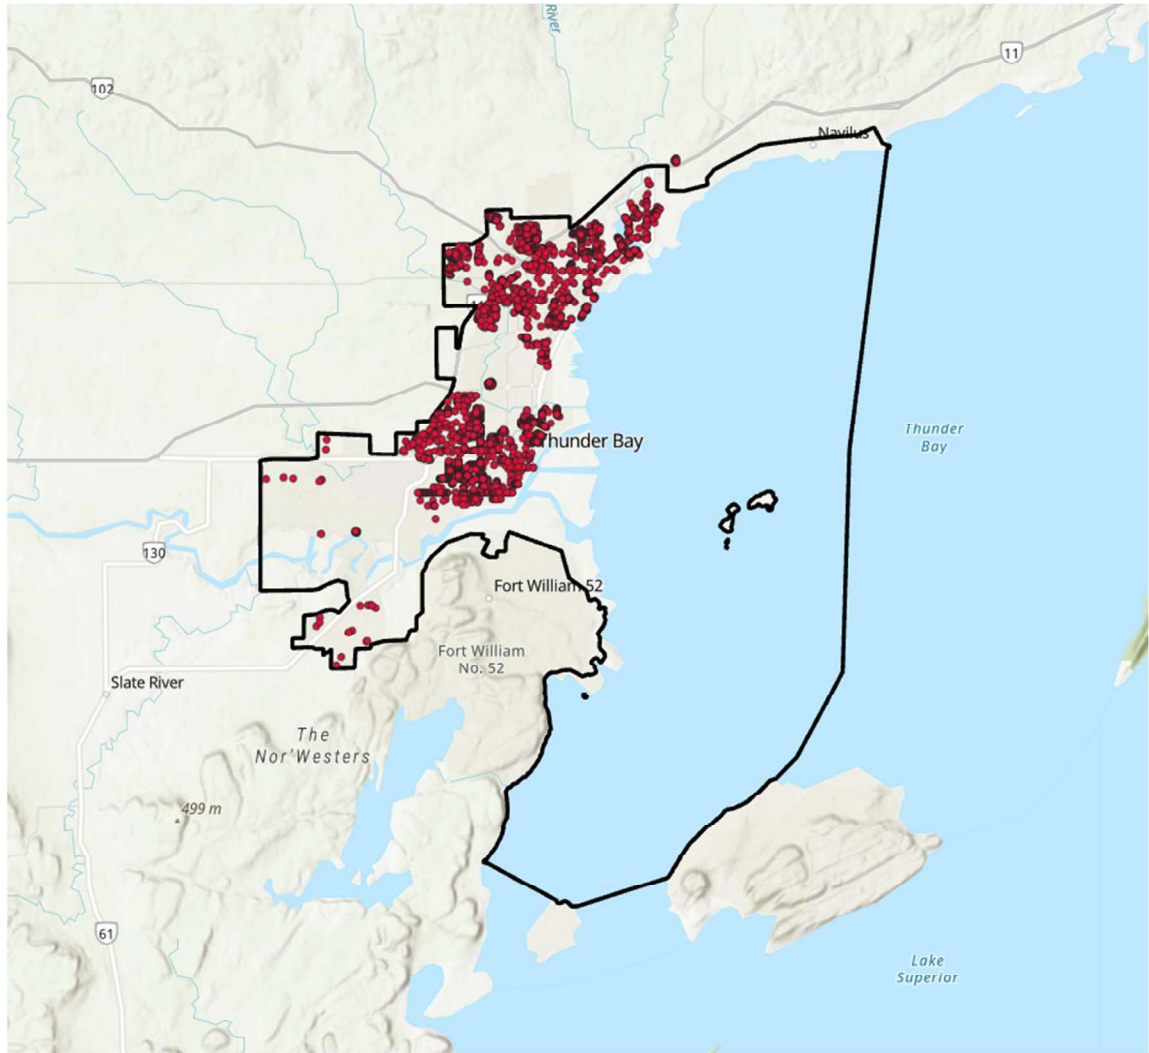 River
11
102
Navilus
Thunder
Bay
Thunder Bay
130
Fort William 52
Fort William
No. 52
Slate River
The
Nor'Westers
499 m
61
Lake
Superior